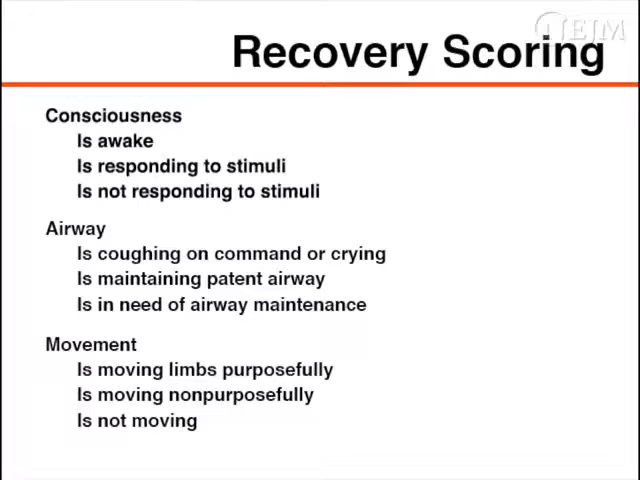 Recovery Scoring
Consciousness
Is awake
Is responding to stimuli
Is not responding to stimuli
Airway
Is coughing on command or crying
Is maintaining patent airway
Is in need of airway maintenance
Movement
Is moving limbs purposefully
Is moving nonpurposefully
Is not moving